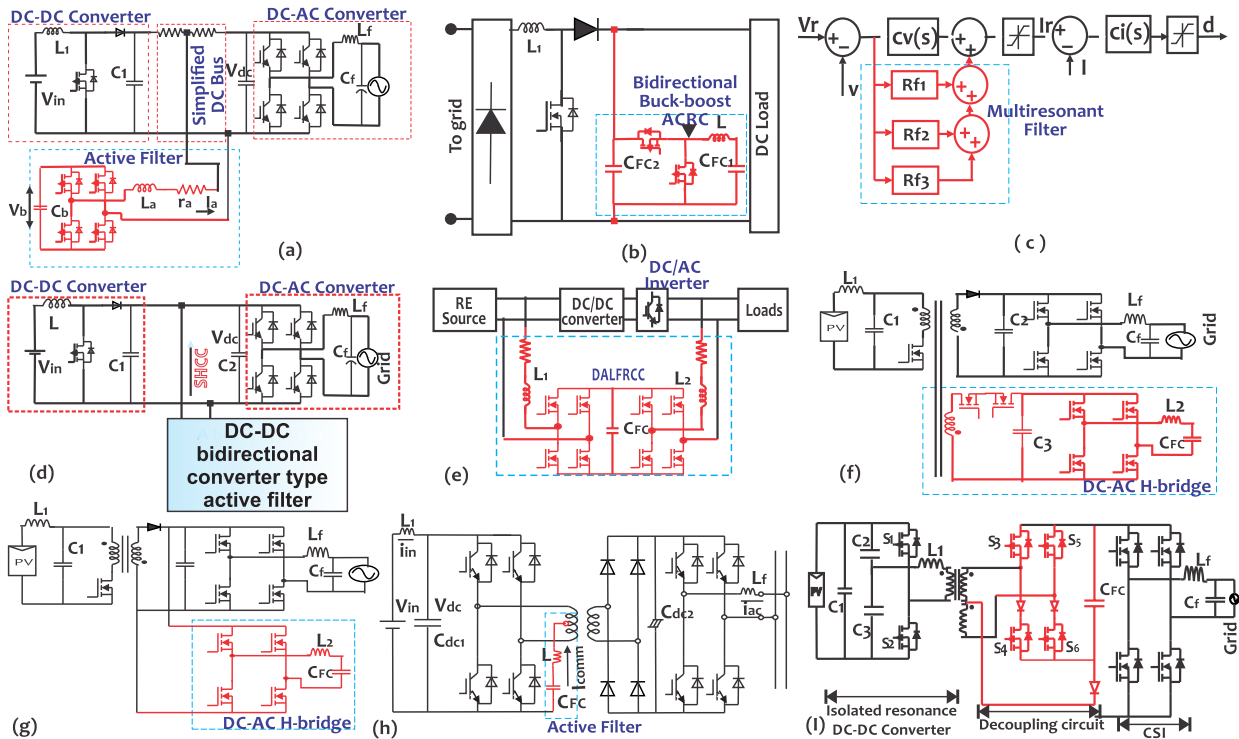 DC-DC Converter
L1
Vin
C1
Simplified
DC Bus
DC-AC Converter
Vdc
Lf
Cf
Active Filter
Vb
Cb
La
ra
Ia
(a)
To grid
L1
Bidirectional
Buck-boost
ACRC
L
CFC2
CFC1
DC Load
(b)
Vr
+
-
v
Cv(s)
+
+
Ir
+
-
I
Ci(s)
d
Rf1
+
+
Rf2
+
+
Rf3
Multiresonant
Filter
(c)
DC-DC Converter
L
Vin
C1
SHCC
Vdc
C2
DC-AC Converter
Lf
Cf
Grid
DC-DC
bidirectional
converter type
active filter
(d)
DC/AC
Inverter
RE
Source
DC/DC
converter
Loads
L1
DALFRCC
L2
CFC
(e)
L1
PV
C1
C2
Lf
Cf
Grid
C3
L2
CFC
DC-AC H-bridge
(f)
L1
PV
C1
Lf
Cf
L2
CFC
DC-AC H-bridge
(g)
L1
iin
Vin
Vdc
Cdc1
L
Icomm
CFC
Active Filter
Cdc2
Lf
iac
(h)
PV
C1
C2
C3
S1
S2
L1
S3
S5
S4
S6
CFC
Lf
Cf
Grid
Isolated resonance
DC-DC Converter
Decoupling circuit
CSI
(I)